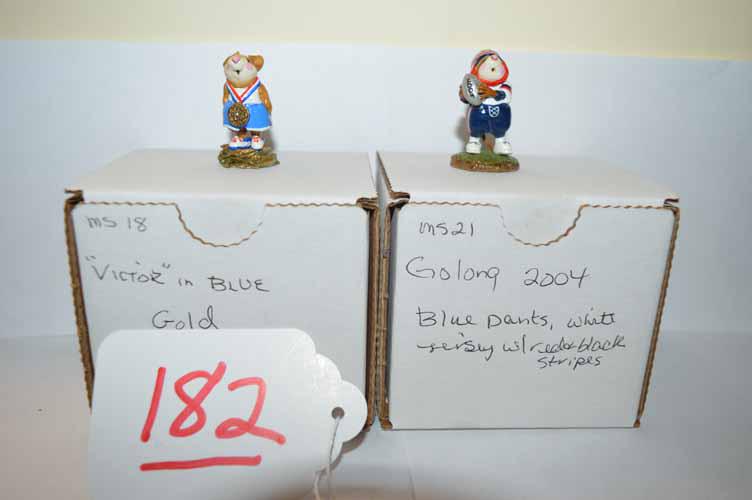 ms 18
"Victor" in BLUE
Gold
182
ms21
Golong 2004
Blue pants, white
jersey w/ red & black
stripes